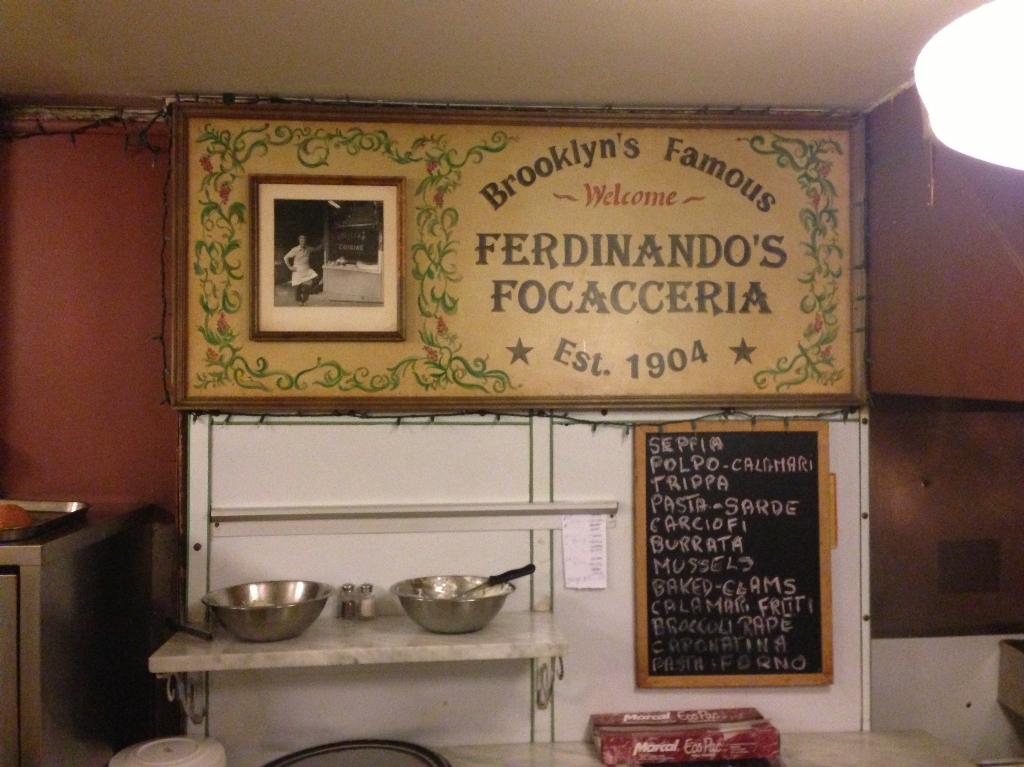 Brooklyn's Famous
~ Welcome ~
FERDINANDO'S
FOCACCERIA
★ Est. 1904 ★
CUISINE
SEPPIA
POLPO-CALAMARI
TRIPPA
PASTA-SARDE
CARCIOFI
BURRATA
MUSSELS
BAKED-CLAMS
CALAMARI FRITI
BROCCOLI RAPE
CAPONATINA
PASTA-FORNO
Marcal EcoPac
Marcal EcoPac